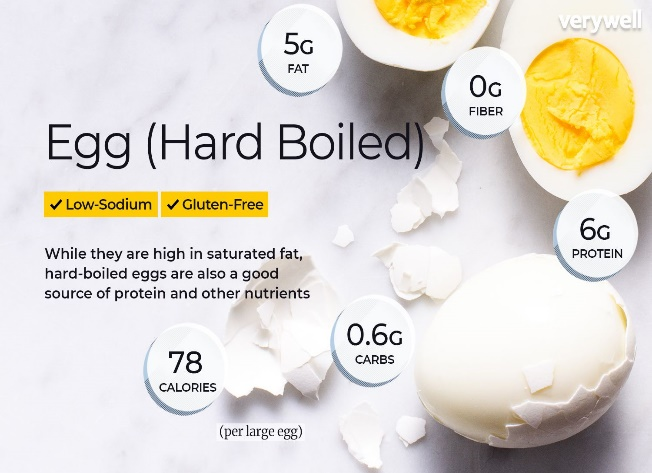 verywell
5G
FAT
0G
FIBER
Egg (Hard Boiled)
✓ Low-Sodium ✓ Gluten-Free
6G
PROTEIN
While they are high in saturated fat,
hard-boiled eggs are also a good
source of protein and other nutrients
0.6G
CARBS
78
CALORIES
(per large egg)